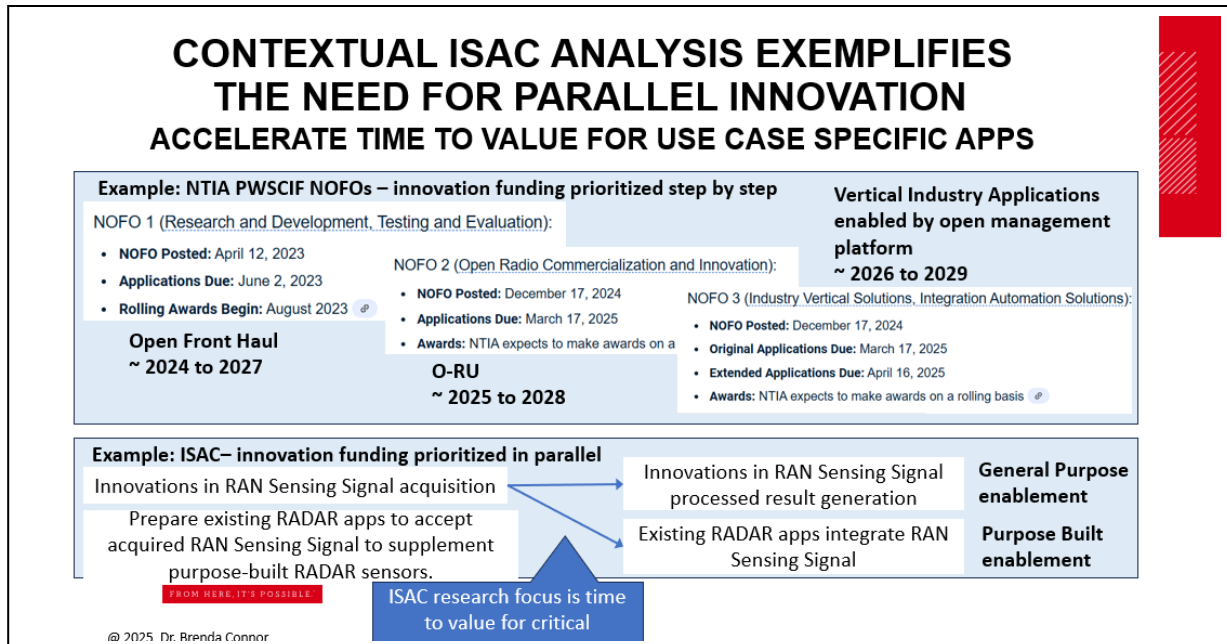 CONTEXTUAL ISAC ANALYSIS EXEMPLIFIES
THE NEED FOR PARALLEL INNOVATION
ACCELERATE TIME TO VALUE FOR USE CASE SPECIFIC APPS
Example: NTIA PWSCIF NOFOs – innovation funding prioritized step by step
NOFO 1 (Research and Development, Testing and Evaluation):
• NOFO Posted: April 12, 2023
• Applications Due: June 2, 2023
• Rolling Awards Begin: August 2023
Open Front Haul
~ 2024 to 2027
NOFO 2 (Open Radio Commercialization and Innovation):
• NOFO Posted: December 17, 2024
• Applications Due: March 17, 2025
• Awards: NTIA expects to make awards on a
O-RU
~ 2025 to 2028
Vertical Industry Applications
enabled by open management
platform
~ 2026 to 2029
NOFO 3 (Industry Vertical Solutions, Integration Automation Solutions):
• NOFO Posted: December 17, 2024
• Original Applications Due: March 17, 2025
• Extended Applications Due: April 16, 2025
• Awards: NTIA expects to make awards on a rolling basis
Example: ISAC– innovation funding prioritized in parallel
Innovations in RAN Sensing Signal acquisition
Prepare existing RADAR apps to accept
acquired RAN Sensing Signal to supplement
purpose-built RADAR sensors.
Innovations in RAN Sensing Signal
processed result generation
General Purpose
enablement
Existing RADAR apps integrate RAN
Sensing Signal
Purpose Built
enablement
ISAC research focus is time
to value for critical
FROM HERE, IT'S POSSIBLE.
@ 2025 Dr. Brenda Connor